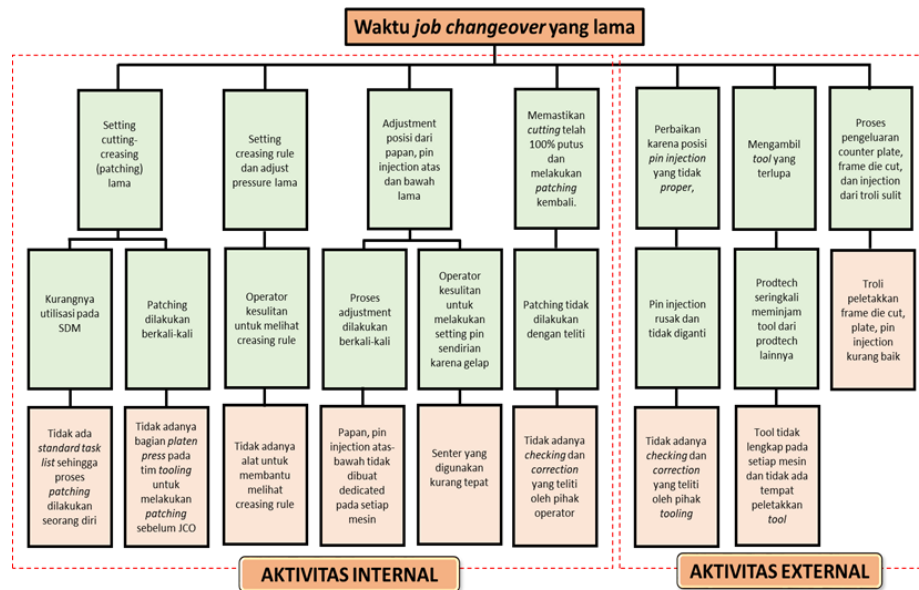 Waktu job changeover yang lama
Setting
cutting-
creasing
(patching)
lama
Setting
creasing rule
dan adjust
pressure lama
Adjustment
posisi dari
papan, pin
injection atas
dan bawah
lama
Memastikan
cutting telah
100% putus
dan
melakukan
patching
kembali.
Perbaikan
karena posisi
pin injection
yang tidak
proper,
Mengambil
tool yang
terlupa
Proses
pengeluaran
counter plate,
frame die cut,
dan injection
dari troli sulit
Kurangnya
utilisasi pada
SDM
Patching
dilakukan
berkali-kali
Operator
kesulitan
untuk melihat
creasing rule
Proses
adjustment
dilakukan
berkali-kali
Operator
kesulitan
untuk
melakukan
setting pin
sendirian
karena gelap
Patching tidak
dilakukan
dengan teliti
Pin injection
rusak dan
tidak diganti
Prodtech
seringkali
meminjam
tool dari
prodtech
lainnya
Troli
peletakkan
frame die cut,
plate, pin
injection
kurang baik
Tidak ada
standard task
list sehingga
proses
patching
dilakukan
seorang diri
Tidak adanya
bagian platen
press pada
tim tooling
untuk
melakukan
patching
sebelum JCO
Tidak adanya
alat untuk
membantu
melihat
creasing rule
Papan, pin
injection atas-
bawah tidak
dibuat
dedicated
pada setiap
mesin
Senter yang
digunakan
kurang tepat
Tidak adanya
checking dan
correction
yang teliti
oleh pihak
operator
Tidak adanya
checking dan
correction
yang teliti
oleh pihak
tooling
Tool tidak
lengkap pada
setiap mesin
dan tidak ada
tempat
peletakkan
tool
AKTIVITAS INTERNAL
AKTIVITAS EXTERNAL